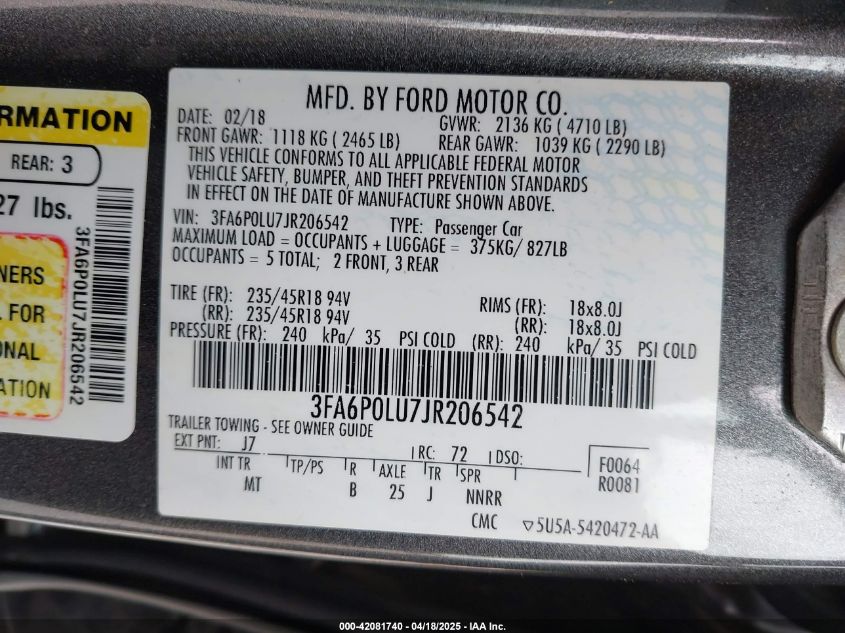 RMATION
REAR: 3
27 lbs.
NERS
. FOR
ONAL
ATION
3FA6P0LU7JR206542
MFD. BY FORD MOTOR CO.
DATE: 02/18 GVWR: 2136 KG ( 4710 LB)
FRONT GAWR: 1118 KG ( 2465 LB) REAR GAWR: 1039 KG ( 2290 LB)
THIS VEHICLE CONFORMS TO ALL APPLICABLE FEDERAL MOTOR
VEHICLE SAFETY, BUMPER, AND THEFT PREVENTION STANDARDS
IN EFFECT ON THE DATE OF MANUFACTURE SHOWN ABOVE.
VIN: 3FA6P0LU7JR206542 TYPE: Passenger Car
MAXIMUM LOAD = OCCUPANTS + LUGGAGE = 375KG/ 827LB
OCCUPANTS = 5 TOTAL; 2 FRONT, 3 REAR
TIRE (FR): 235/45R18 94V RIMS (FR): 18x8.0J
(RR): 235/45R18 94V (RR): 18x8.0J
PRESSURE (FR): 240 kPa/ 35 PSI COLD (RR): 240 kPa/ 35 PSI COLD
3FA6P0LU7JR206542
TRAILER TOWING - SEE OWNER GUIDE
EXT PNT: J7 RC: 72 DSO: F0064
INT TR TP/PS R AXLE TR SPR R0081
MT B 25 J NNRR
CMC ▽5U5A-5420472-AA
000-42081740 - 04/18/2025 - IAA Inc.